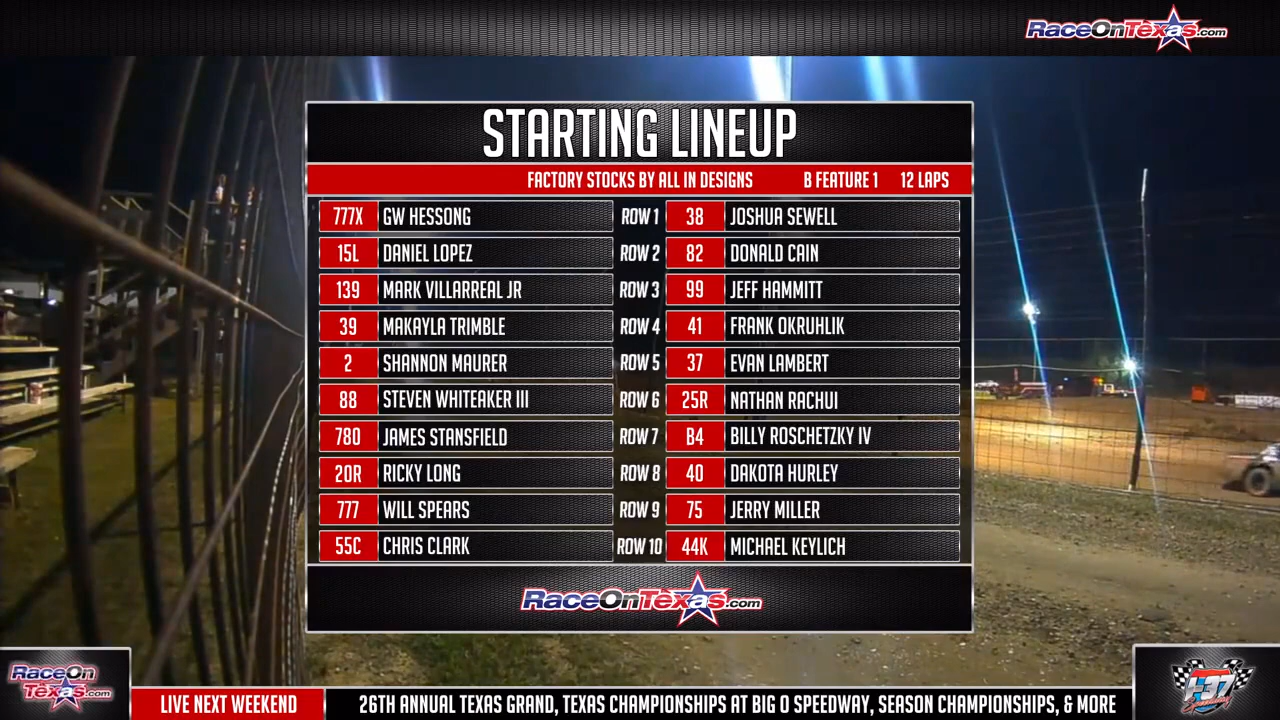 RaceOnTexas.com
STARTING LINEUP
FACTORY STOCKS BY ALL IN DESIGNS B FEATURE 1 12 LAPS
777X GW HESSONG ROW 1 38 JOSHUA SEWELL
15L DANIEL LOPEZ ROW 2 82 DONALD CAIN
139 MARK VILLARREAL JR ROW 3 99 JEFF HAMMITT
39 MAKAYLA TRIMBLE ROW 4 41 FRANK OKRUHLIK
2 SHANNON MAURER ROW 5 37 EVAN LAMBERT
88 STEVEN WHITEAKER III ROW 6 25R NATHAN RACHUI
780 JAMES STANSFIELD ROW 7 B4 BILLY ROSCHETZKY IV
20R RICKY LONG ROW 8 40 DAKOTA HURLEY
777 WILL SPEARS ROW 9 75 JERRY MILLER
55C CHRIS CLARK ROW 10 44K MICHAEL KEYLICH
RaceOnTexas.com
RaceOn
Texas.com
LIVE NEXT WEEKEND 26TH ANNUAL TEXAS GRAND, TEXAS CHAMPIONSHIPS AT BIG O SPEEDWAY, SEASON CHAMPIONSHIPS, & MORE
I-37
Speedway